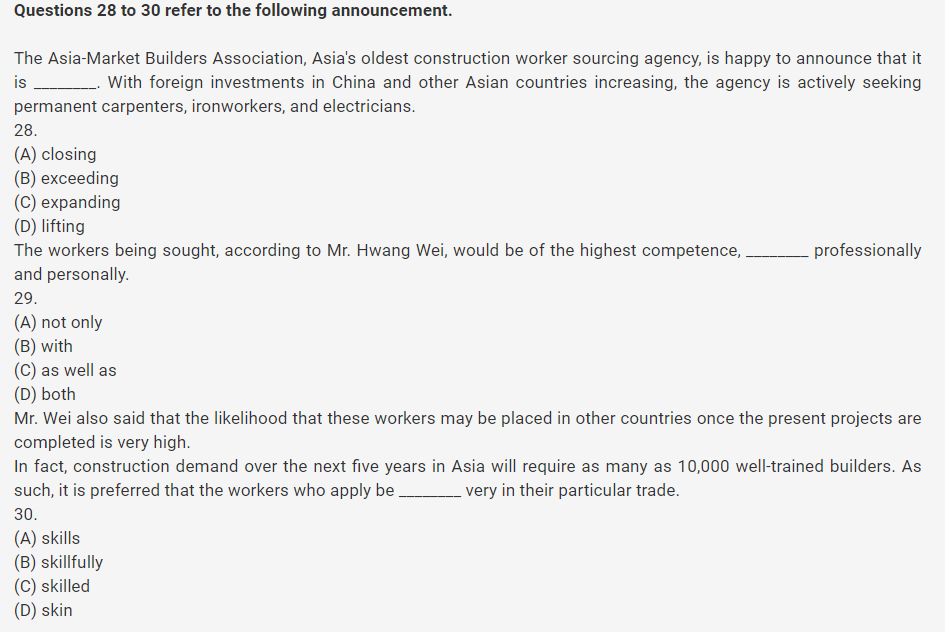 Questions 28 to 30 refer to the following announcement.
The Asia-Market Builders Association, Asia's oldest construction worker sourcing agency, is happy to announce that it
is ________. With foreign investments in China and other Asian countries increasing, the agency is actively seeking
permanent carpenters, ironworkers, and electricians.
28.
(A) closing
(B) exceeding
(C) expanding
(D) lifting
The workers being sought, according to Mr. Hwang Wei, would be of the highest competence, ________ professionally
and personally.
29.
(A) not only
(B) with
(C) as well as
(D) both
Mr. Wei also said that the likelihood that these workers may be placed in other countries once the present projects are
completed is very high.
In fact, construction demand over the next five years in Asia will require as many as 10,000 well-trained builders. As
such, it is preferred that the workers who apply be ________ very in their particular trade.
30.
(A) skills
(B) skillfully
(C) skilled
(D) skin